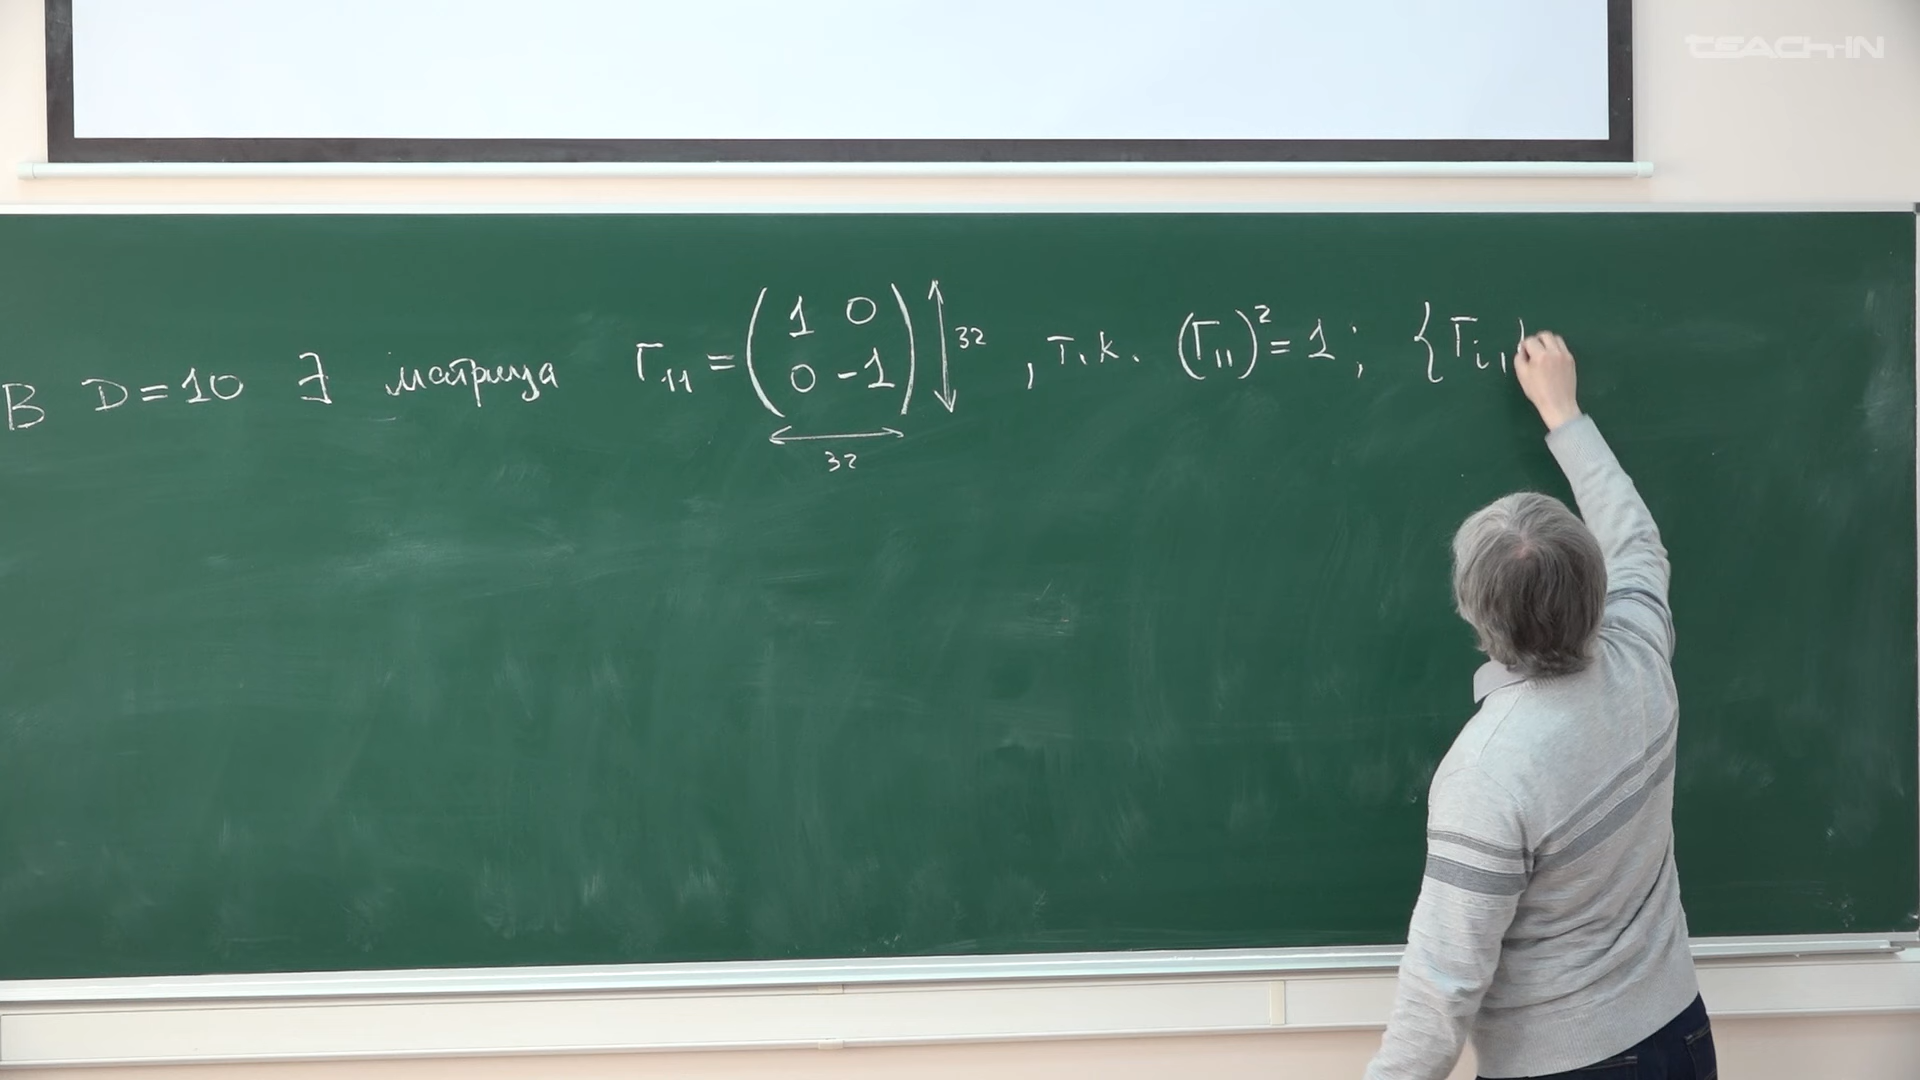 TEACH-IN
В D=10 ∃ матрица Γ₁₁ = (1 0; 0 -1) 32, т.к. (Γ₁₁)² = 1; {Γᵢ,
32